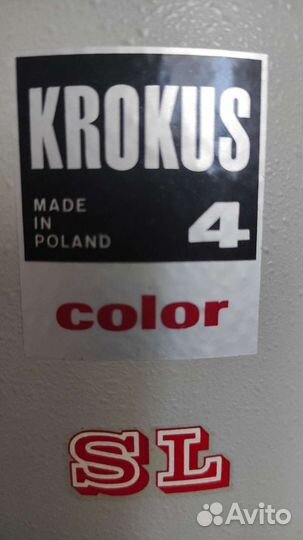 KROKUS
MADE
IN
POLAND 4
color
SL
Avito